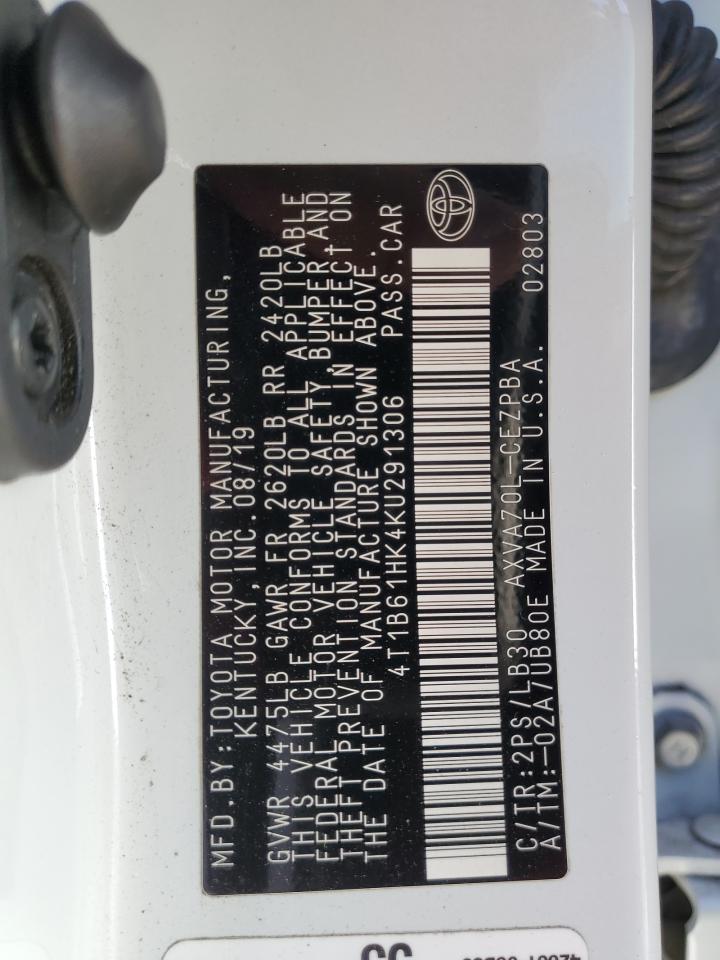 MFD.BY:TOYOTA MOTOR MANUFACTURING,
KENTUCKY, INC. 08/19
GVWR 4475LB GAWR FR 2620LB RR 2420LB
THIS VEHICLE CONFORMS TO ALL APPLICABLE
FEDERAL MOTOR VEHICLE SAFETY, BUMPER, AND
THEFT PREVENTION STANDARDS IN EFFECT ON
THE DATE OF MANUFACTURE SHOWN ABOVE.
4T1B61HK4KU291306 PASS.CAR
C/TR:2PS/LB30 AXVA70L-CEZPBA 02803
A/TM:-02A/UB80E MADE IN U.S.A.